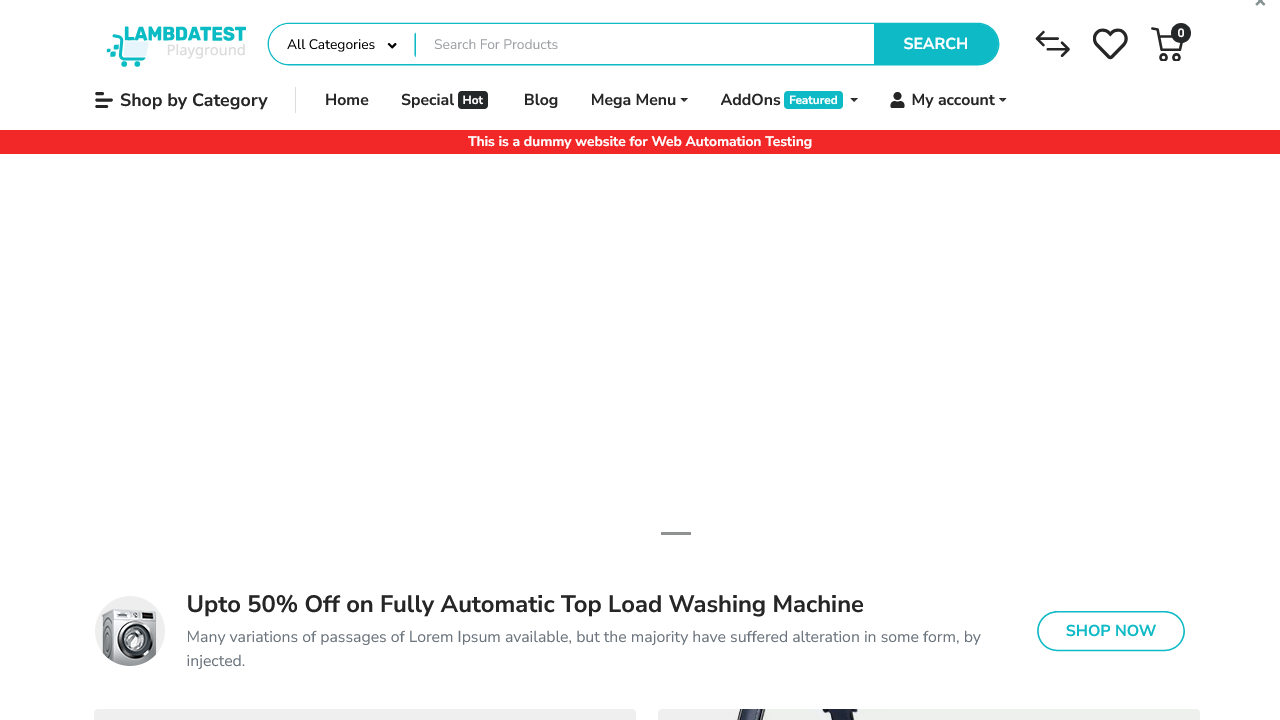 LAMBDATEST
Playground
All Categories
Search For Products
SEARCH
0
Shop by Category
Home
Special Hot
Blog
Mega Menu
AddOns Featured
My account
This is a dummy website for Web Automation Testing
Upto 50% Off on Fully Automatic Top Load Washing Machine
Many variations of passages of Lorem Ipsum available, but the majority have suffered alteration in some form, by
injected.
SHOP NOW